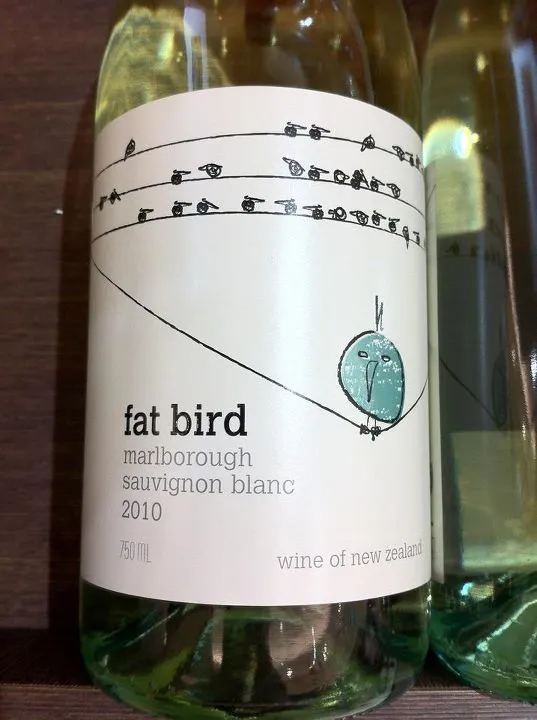 fat bird
marlborough
sauvignon blanc
2010
750 mL
wine of new zealand